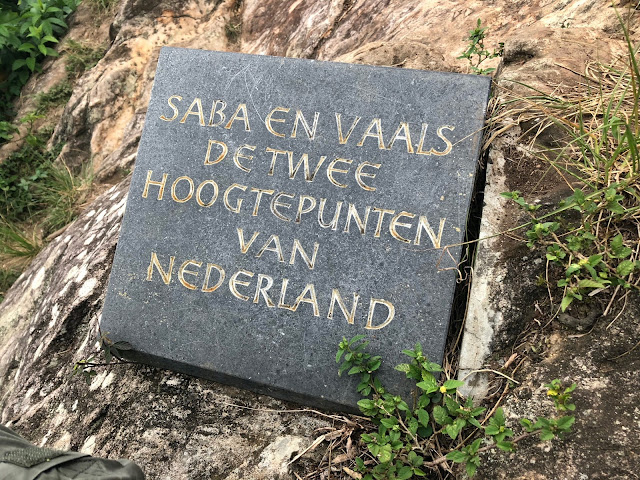 SABA EN VAALS
DE TWEE
HOOGTEPUNTEN
VAN
NEDERLAND